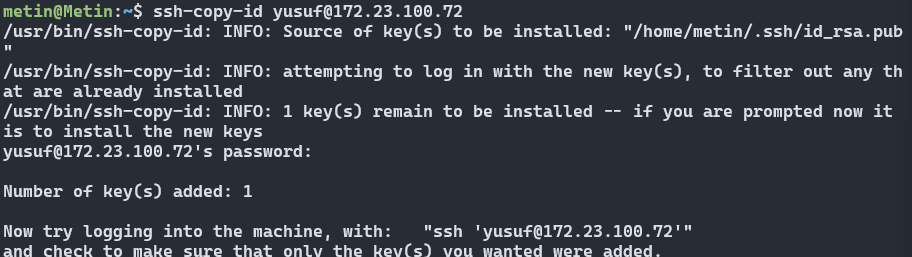 metin@Metin:~$ ssh-copy-id yusuf@172.23.100.72
/usr/bin/ssh-copy-id: INFO: Source of key(s) to be installed: "/home/metin/.ssh/id_rsa.pub
"
/usr/bin/ssh-copy-id: INFO: attempting to log in with the new key(s), to filter out any th
at are already installed
/usr/bin/ssh-copy-id: INFO: 1 key(s) remain to be installed -- if you are prompted now it
is to install the new keys
yusuf@172.23.100.72's password:
Number of key(s) added: 1
Now try logging into the machine, with:   "ssh 'yusuf@172.23.100.72'"
and check to make sure that only the key(s) you wanted were added.